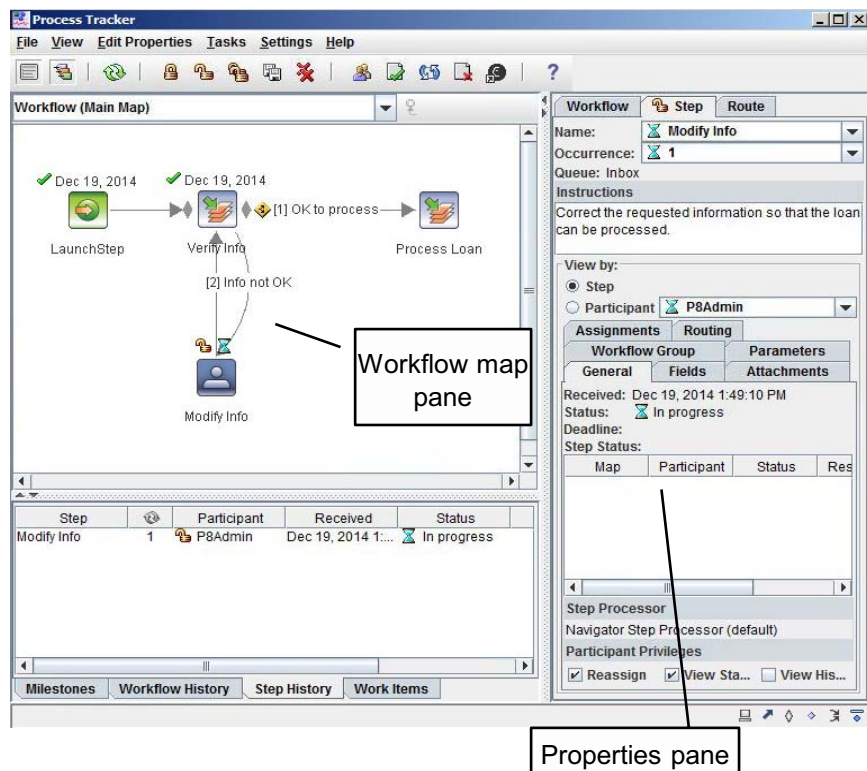 Process Tracker
File View Edit Properties Tasks Settings Help
?
Workflow (Main Map)
Dec 19, 2014
Dec 19, 2014
[1] OK to process
LaunchStep
Verify Info
Process Loan
[2] Info not OK
Modify Info
Workflow map
pane
Step Participant Received Status
Modify Info 1 P8Admin Dec 19, 2014 1:... In progress
Milestones Workflow History Step History Work Items
Workflow Step Route
Name: Modify Info
Occurrence: 1
Queue: Inbox
Instructions
Correct the requested information so that the loan
can be processed.
View by:
Step
Participant P8Admin
Assignments Routing
Workflow Group Parameters
General Fields Attachments
Received: Dec 19, 2014 1:49:10 PM
Status: In progress
Deadline:
Step Status:
Map Participant Status Res
Step Processor
Navigator Step Processor (default)
Participant Privileges
Reassign View Sta... View His...
Properties pane